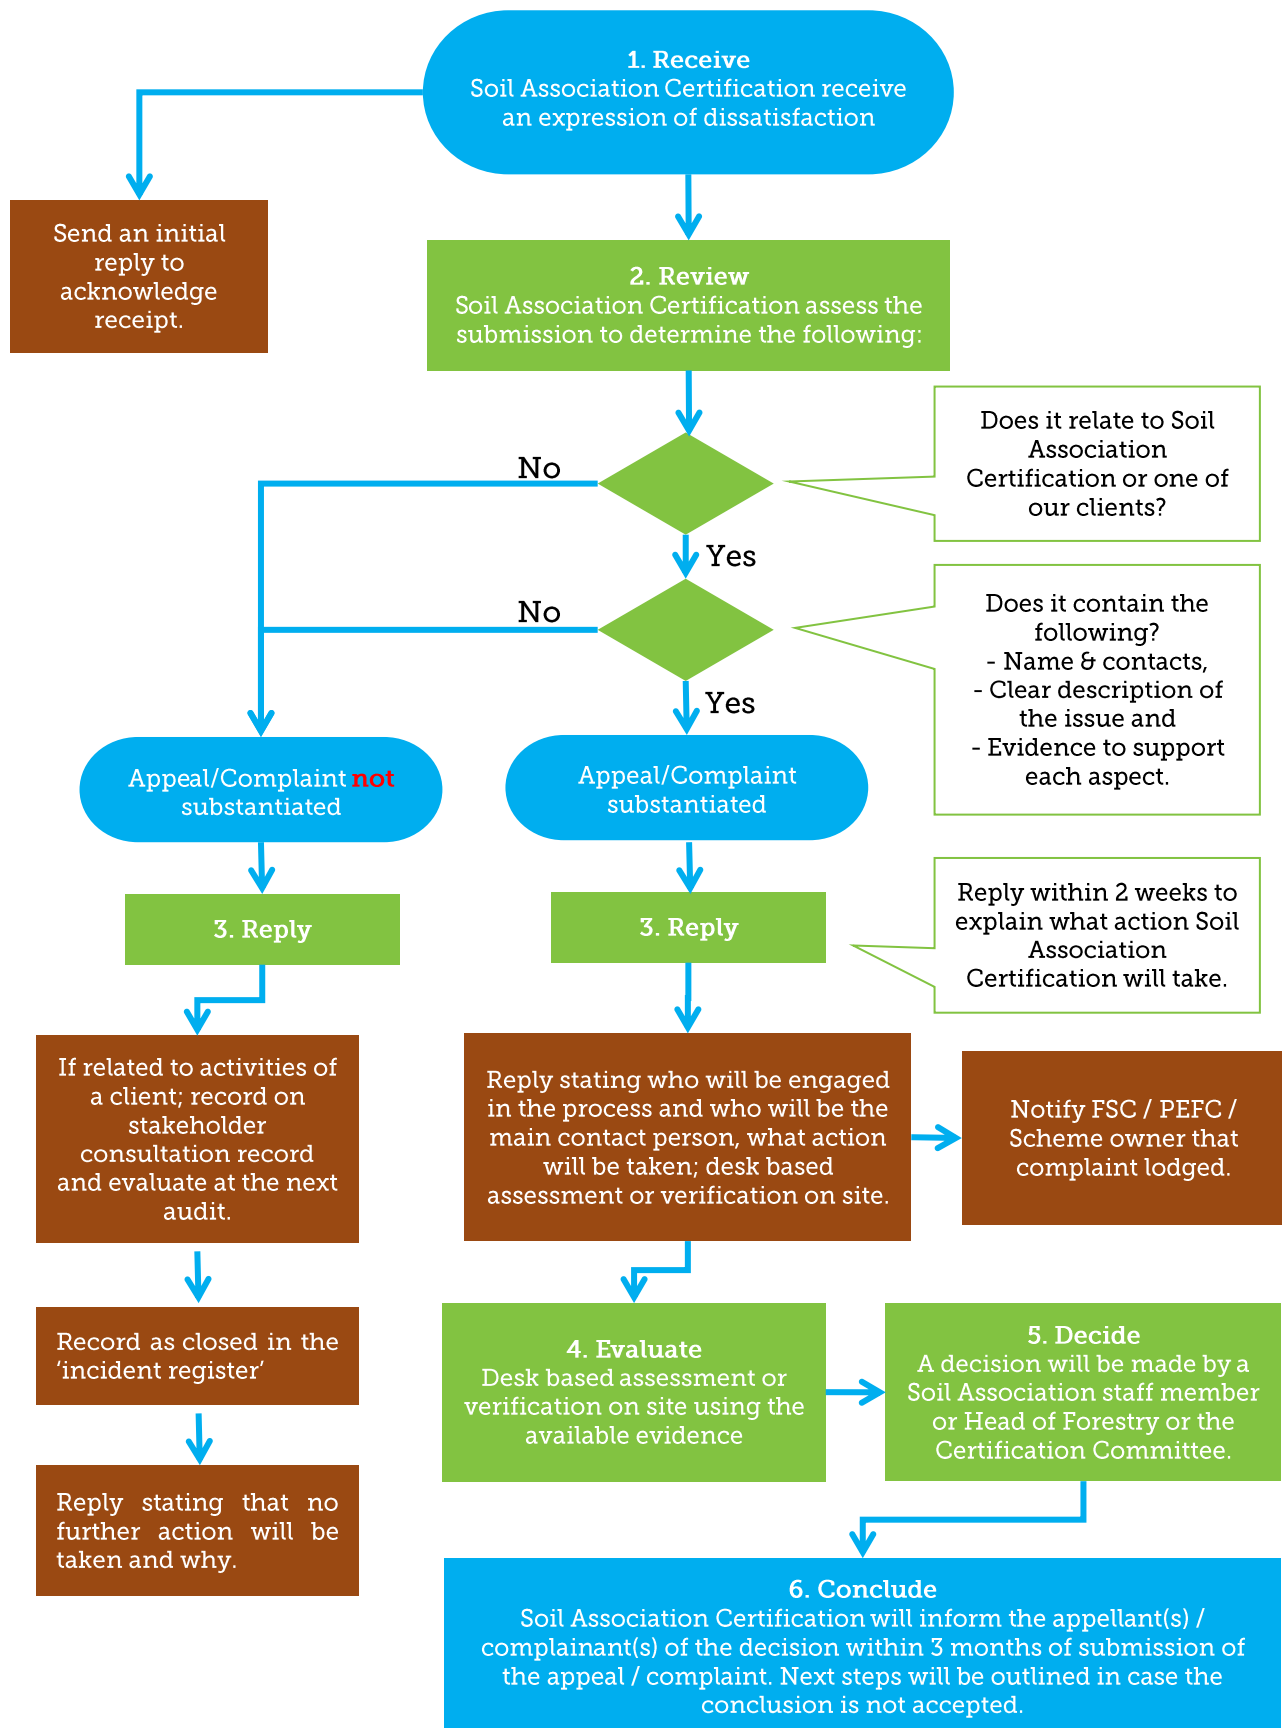 1. Receive
Soil Association Certification receive
an expression of dissatisfaction
Send an initial
reply to
acknowledge
receipt.
2. Review
Soil Association Certification assess the
submission to determine the following:
Does it relate to Soil
Association
Certification or one of
our clients?
No
Yes
Does it contain the
following?
- Name & contacts,
- Clear description of
the issue and
- Evidence to support
each aspect.
No
Yes
Appeal/Complaint not
substantiated
Appeal/Complaint
substantiated
3. Reply
3. Reply
Reply within 2 weeks to
explain what action Soil
Association
Certification will take.
If related to activities of
a client; record on
stakeholder
consultation record
and evaluate at the next
audit.
Reply stating who will be engaged
in the process and who will be the
main contact person, what action
will be taken; desk based
assessment or verification on site.
Notify FSC / PEFC /
Scheme owner that
complaint lodged.
Record as closed in the
‘incident register’
Reply stating that no
further action will be
taken and why.
4. Evaluate
Desk based assessment or
verification on site using the
available evidence
5. Decide
A decision will be made by a
Soil Association staff member
or Head of Forestry or the
Certification Committee.
6. Conclude
Soil Association Certification will inform the appellant(s) /
complainant(s) of the decision within 3 months of submission of
the appeal / complaint. Next steps will be outlined in case the
conclusion is not accepted.